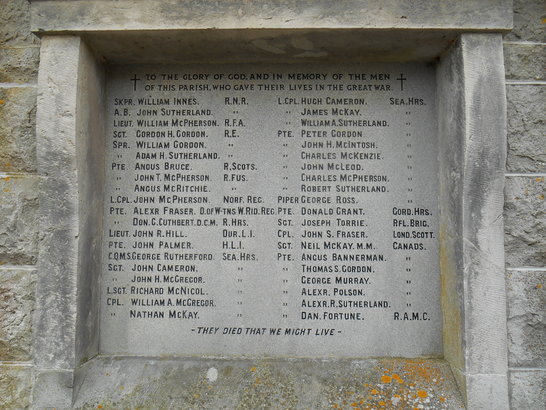 TO THE GLORY OF GOD, AND IN MEMORY OF THE MEN
OF THIS PARISH, WHO GAVE THEIR LIVES IN THE GREAT WAR.
SKPR. WILLIAM INNES. R.N.R.
A.B. JOHN SUTHERLAND. "
LIEUT. WILLIAM McPHERSON. R.F.A.
SGT. GORDON H. GORDON. R.E.
SPR. WILLIAM GORDON. "
" ADAM H. SUTHERLAND. "
PTE. ANGUS BRUCE. R. SCOTS.
" JOHN T. McPHERSON. R. FUS.
" ANGUS McRITCHIE. "
L.CPL. JOHN McPHERSON. NORF. REG.
PTE. ALEXR FRASER. D. OF W'TNS W. RID. REG.
" DON. G. CUTHBERT. D.C.M. R. HRS.
LIEUT. JOHN R. HILL. DUR. L.I.
PTE. JOHN PALMER. H.L.I.
C.QMS GEORGE RUTHERFORD. SEA. HRS.
SGT. JOHN CAMERON. "
" JOHN H. McGREGOR. "
L.SGT. RICHARD McNICOL. "
CPL. WILLIAM A. McGREGOR. "
" NATHAN McKAY. "
L.CPL. HUGH CAMERON. SEA. HRS.
" JAMES McKAY. "
" WILLIAM A. SUTHERLAND. "
PTE. PETER GORDON "
" JOHN H. McINTOSH. "
" CHARLES McKENZIE. "
" JOHN McLEOD. "
" CHARLES McPHERSON. "
" ROBERT SUTHERLAND. "
PIPER GEORGE ROSS. "
PTE. DONALD GRANT. GORD. HRS.
SGT. JOSEPH TORRIE. RFL. BRIG.
CPL. JOHN S. FRASER. LOND. SCOTT.
SGT. NEIL McKAY. M.M. CANADS.
PTE. ANGUS BANNERMAN. "
" THOMAS S. GORDON. "
" GEORGE MURRAY. "
" ALEXR. POLSON. "
" ALEXR. R. SUTHERLAND. "
" DAN. FORTUNE. R.A.M.C.
- THEY DIED THAT WE MIGHT LIVE -